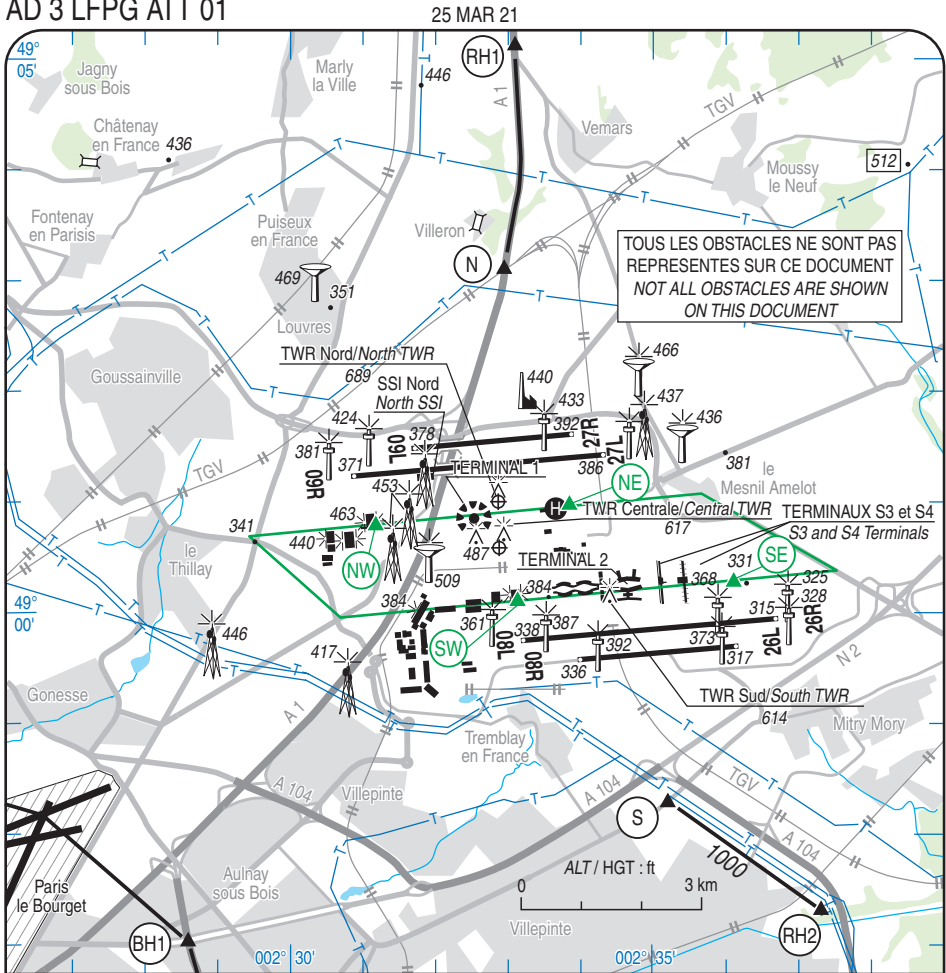 AD 3 LFPG ATT 01
25 MAR 21
49°
05'
RH1
Jagny
sous Bois
Marly
la Ville
446
A 1
TGV
Châtenay
en France
436
Vemars
512
Moussy
le Neuf
Fontenay
en Parisis
Puiseux
en France
Villeron
N
469
351
Louvres
TOUS LES OBSTACLES NE SONT PAS
REPRESENTES SUR CE DOCUMENT
NOT ALL OBSTACLES ARE SHOWN
ON THIS DOCUMENT
TWR Nord/North TWR
689
Goussainville
SSI Nord
North SSI
440
466
437
436
433
424
392
27R
27L
381
378
09L
09R
371
386
381
TGV
TERMINAL 1
453
NE
le
Mesnil Amelot
TWR Centrale/Central TWR
617
H
TERMINAUX S3 et S4
S3 and S4 Terminals
341
463
440
487
NW
le
Thillay
509
TERMINAL 2
SE
331
368
325
328
384
384
49°
00'
361
08L
SW
338
387
08R
315
26L
26R
446
417
392
336
373
317
N 2
TWR Sud/South TWR
614
Gonesse
A 1
Mitry Mory
Tremblay
en France
A 104
Villepinte
A 104
TGV
S
A 104
1000
ALT / HGT : ft
0
3 km
Paris
le Bourget
Aulnay
sous Bois
BH1
Villepinte
RH2
002° 30'
002° 35'